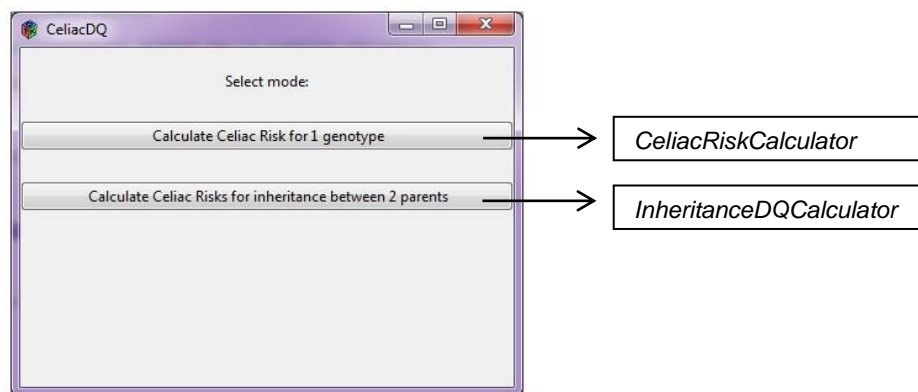 CeliacDQ
Select mode:
Calculate Celiac Risk for 1 genotype
CeliacRiskCalculator
Calculate Celiac Risks for inheritance between 2 parents
InheritanceDQCalculator